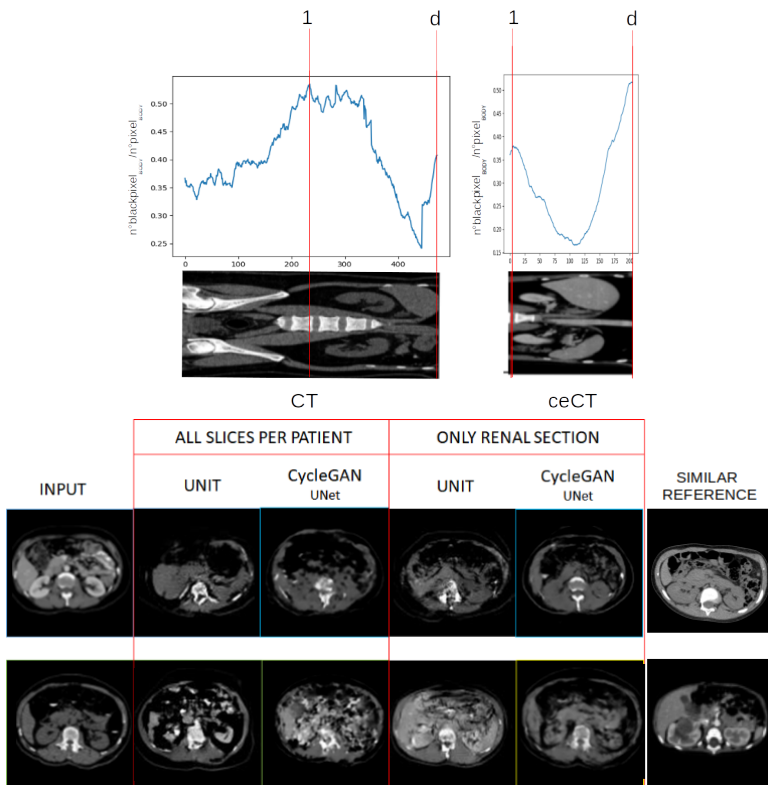 1 d 1 d
n°blackpixel BODY /n°pixel BODY
0.50
0.45
0.40
0.35
0.30
0.25
0 100 200 300 400
n°blackpixel BODY /n°pixel BODY
0.50
0.45
0.40
0.35
0.30
0.25
0.20
0.15
0 25 50 75 100 125 150 175 200
CT ceCT
ALL SLICES PER PATIENT ONLY RENAL SECTION
INPUT UNIT CycleGAN UNet UNIT CycleGAN UNet SIMILAR REFERENCE